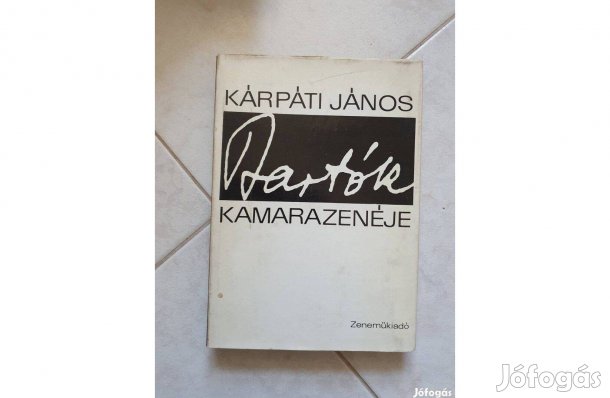 KÁRPÁTI JÁNOS
Bartók
KAMARAZENÉJE
Zeneműkiadó
Jófogás
Jófogás